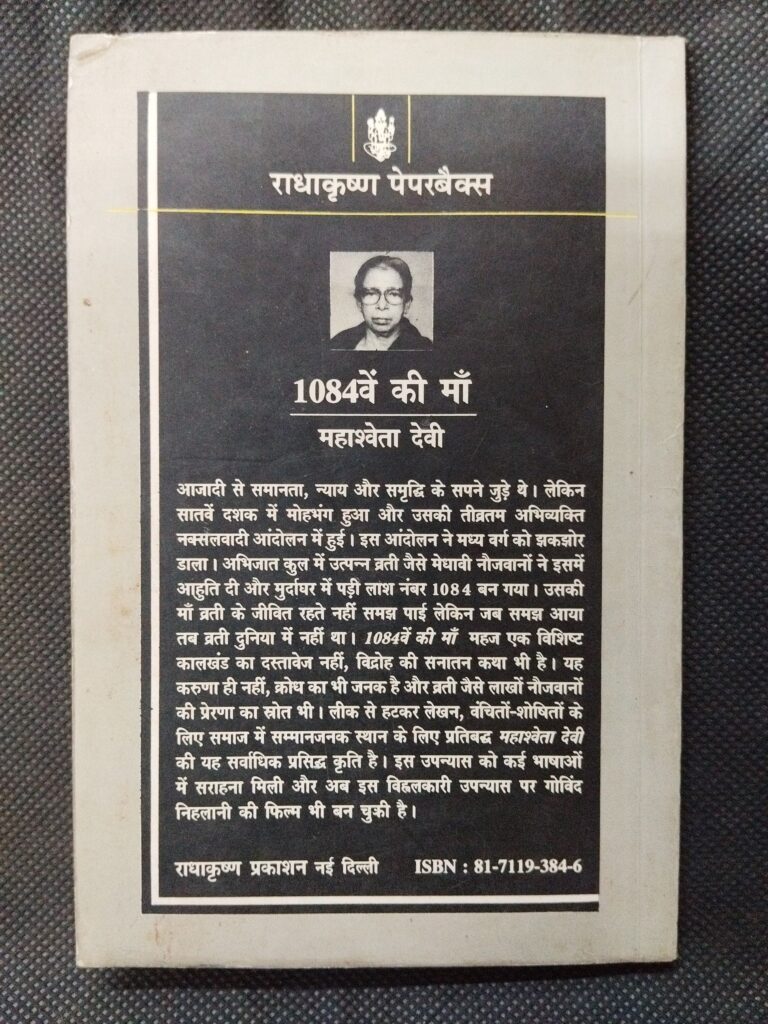 राधाकृष्ण पेपरबैक्स
1084वें की माँ
महाश्वेता देवी
आजादी से समानता, न्याय और समृद्धि के सपने जुड़े थे। लेकिन
सातवें दशक में मोहभंग हुआ और उसकी तीव्रतम अभिव्यक्ति
नक्सलवादी आंदोलन में हुई। इस आंदोलन ने मध्य वर्ग को झकझोर
डाला। अभिजात कुल में उत्पन्न व्रती जैसे मेधावी नौजवानों ने इसमें
आहुति दी और मुर्दाघर में पड़ी लाश नंबर 1084 बन गया। उसकी
माँ व्रती के जीवित रहते नहीं समझ पाई लेकिन जब समझ आया
तब व्रती दुनिया में नहीं था। 1084वें की माँ महज एक विशिष्ट
कालखंड का दस्तावेज नहीं, विद्रोह की सनातन कथा भी है। यह
करुणा ही नहीं, क्रोध का भी जनक है और व्रती जैसे लाखों नौजवानों
की प्रेरणा का स्रोत भी। लीक से हटकर लेखन, वंचितों-शोषितों के
लिए समाज में सम्मानजनक स्थान के लिए प्रतिबद्ध महाश्वेता देवी
की यह सर्वाधिक प्रसिद्ध कृति है। इस उपन्यास को कई भाषाओं
में सराहना मिली और अब इस विह्वलकारी उपन्यास पर गोविंद
निहलानी की फिल्म भी बन चुकी है।
राधाकृष्ण प्रकाशन नई दिल्ली ISBN : 81-7119-384-6